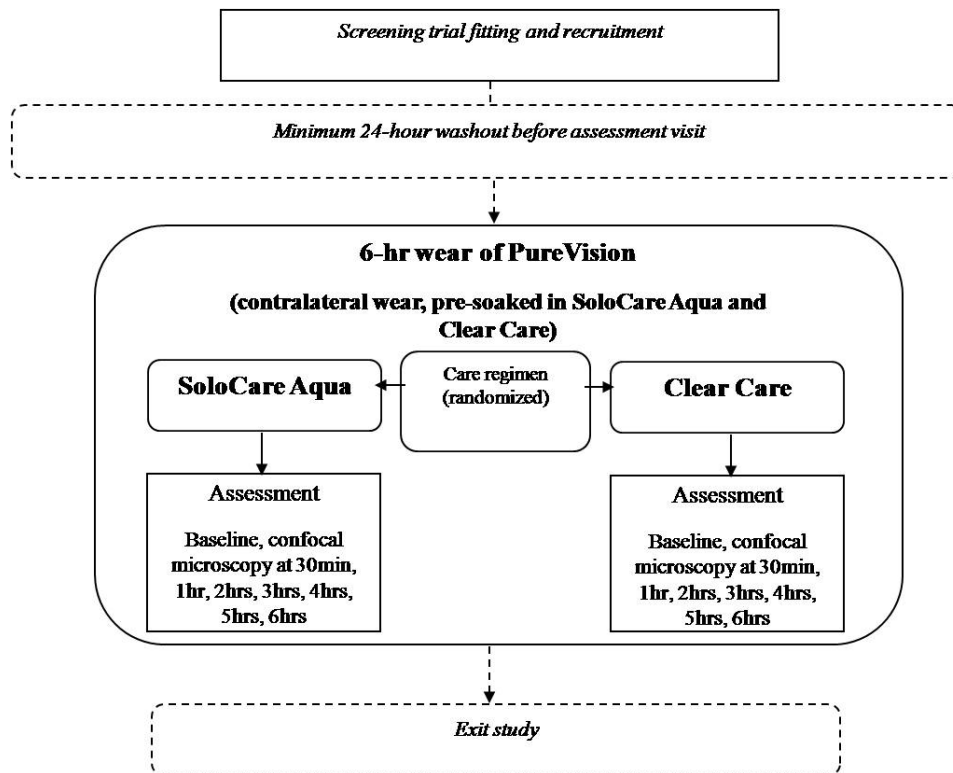 Screening trial fitting and recruitment
Minimum 24-hour washout before assessment visit
6-hr wear of PureVision
(contralateral wear, pre-soaked in SoloCare Aqua and
Clear Care)
SoloCare Aqua
Care regimen
(randomized)
Clear Care
Assessment
Baseline, confocal
microscopy at 30min,
1hr, 2hrs, 3hrs, 4hrs,
5hrs, 6hrs
Assessment
Baseline, confocal
microscopy at 30min,
1hr, 2hrs, 3hrs, 4hrs,
5hrs, 6hrs
Exit study